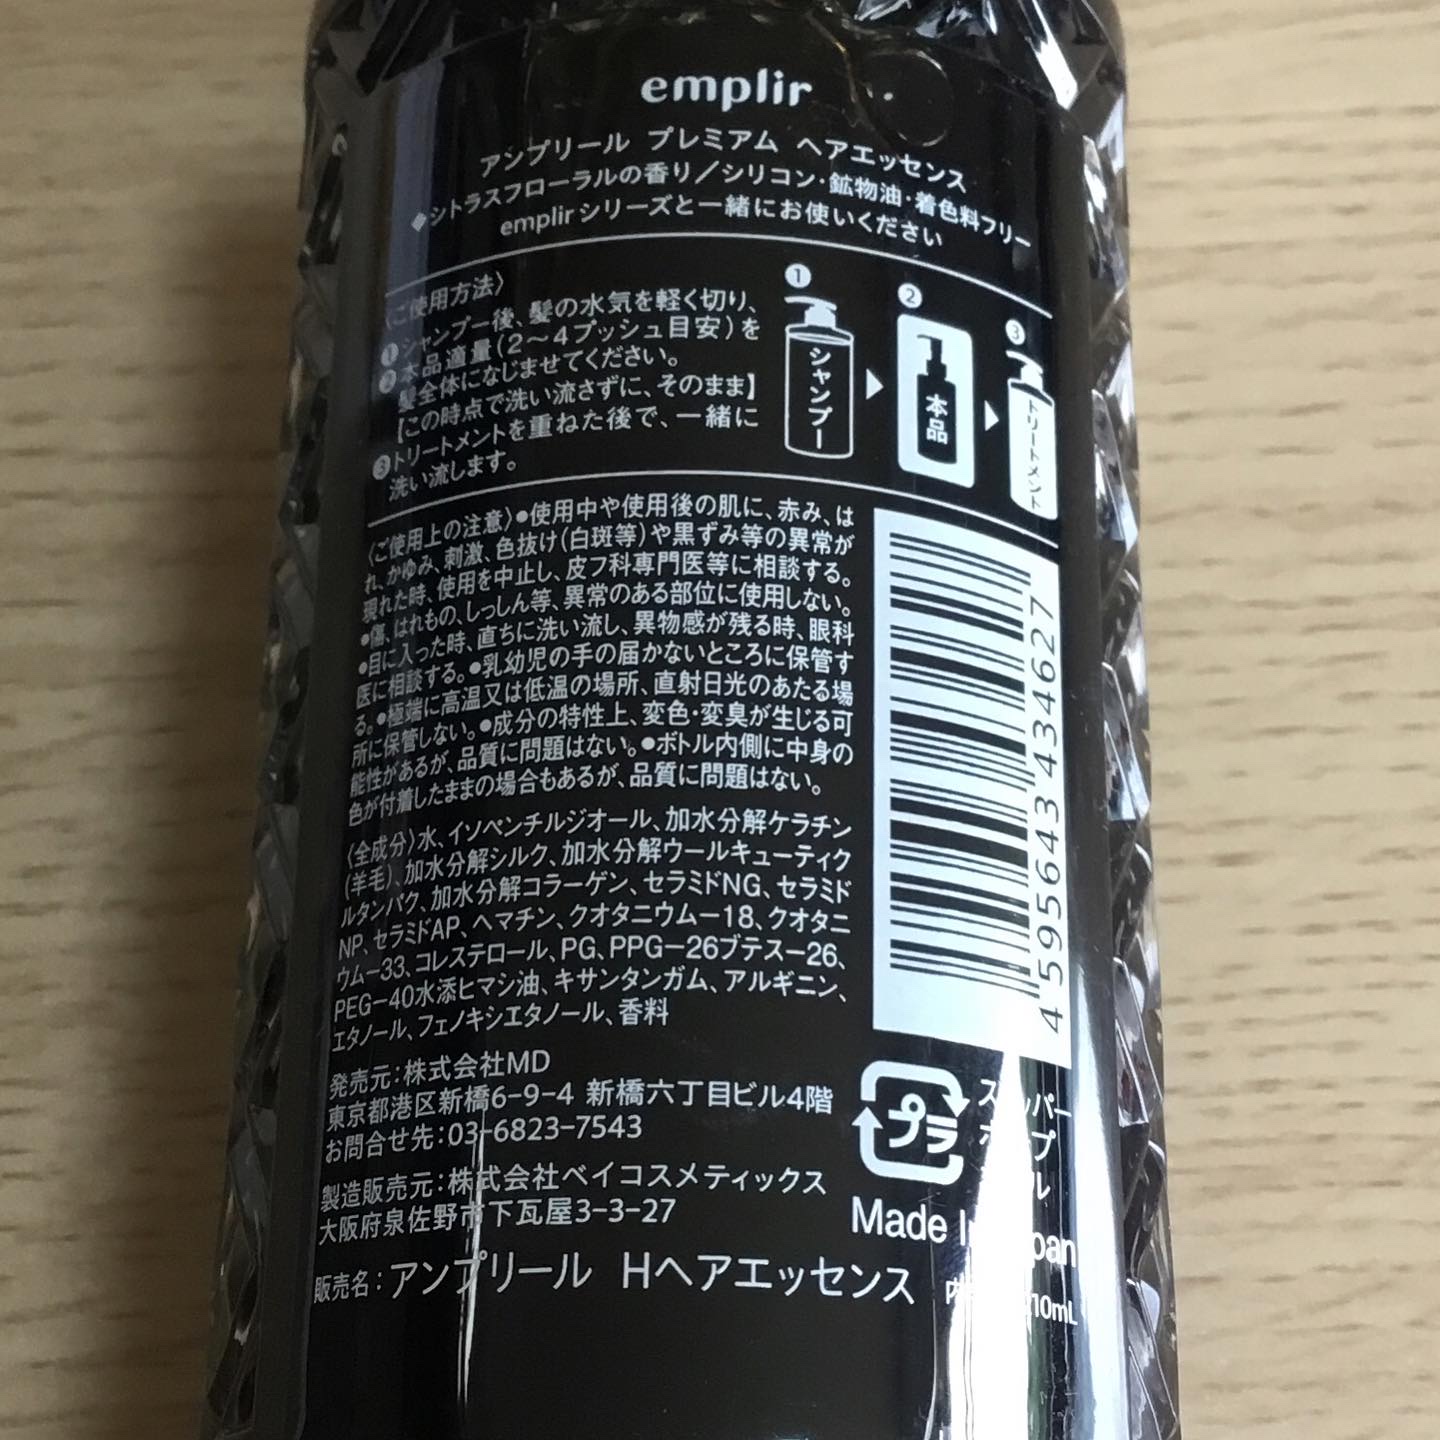 emplir
アンプリール プレミアム ヘアエッセンス
◆シトラスフローラルの香り／シリコン・鉱物油・着色料フリー
emplirシリーズと一緒にお使いください
〈ご使用方法〉
❶シャンプー後、髪の水気を軽く切り、
❷本品適量(2〜4プッシュ目安)を
髪全体になじませてください。
【この時点で洗い流さずに、そのまま】
❸トリートメントを重ねた後で、一緒に
洗い流します。
❶
シャンプー
❷
本品
❸
トリートメント
〈ご使用上の注意〉●使用中や使用後の肌に、赤み、は
れ、かゆみ、刺激、色抜け(白斑等)や黒ずみ等の異常が
現れた時、使用を中止し、皮フ科専門医等に相談する。
●傷、はれもの、しっしん等、異常のある部位に使用しない。
●目に入った時、直ちに洗い流し、異物感が残る時、眼科
医に相談する。●乳幼児の手の届かないところに保管す
る。●極端に高温又は低温の場所、直射日光のあたる場
所に保管しない。●成分の特性上、変色・変臭が生じる可
能性があるが、品質に問題はない。●ボトル内側に中身の
色が付着したままの場合もあるが、品質に問題はない。
〈全成分〉水、イソペンチルジオール、加水分解ケラチン
(羊毛)、加水分解シルク、加水分解ウールキューティク
ルタンパク、加水分解コラーゲン、セラミドNG、セラミド
NP、セラミドAP、ヘマチン、クオタニウム−18、クオタニ
ウム−33、コレステロール、PG、PPG−26ブテス−26、
PEG−40水添ヒマシ油、キサンタンガム、アルギニン、
エタノール、フェノキシエタノール、香料
4 595643 434627
発売元：株式会社MD
東京都港区新橋6-9-4 新橋六丁目ビル4階
お問合せ先：03-6823-7543
製造販売元：株式会社ベイコスメティックス
大阪府泉佐野市下瓦屋3-3-27
プラ
Made
販売名：アンプリール Hヘアエッセンス